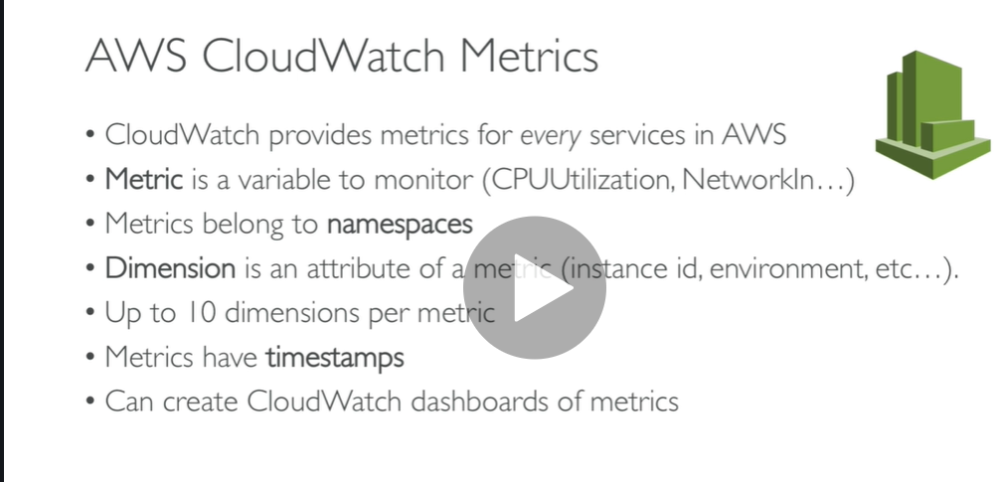 AWS CloudWatch Metrics
• CloudWatch provides metrics for every services in AWS
• Metric is a variable to monitor (CPUUtilization, NetworkIn…)
• Metrics belong to namespaces
• Dimension is an attribute of a metric (instance id, environment, etc…).
• Up to 10 dimensions per metric
• Metrics have timestamps
• Can create CloudWatch dashboards of metrics